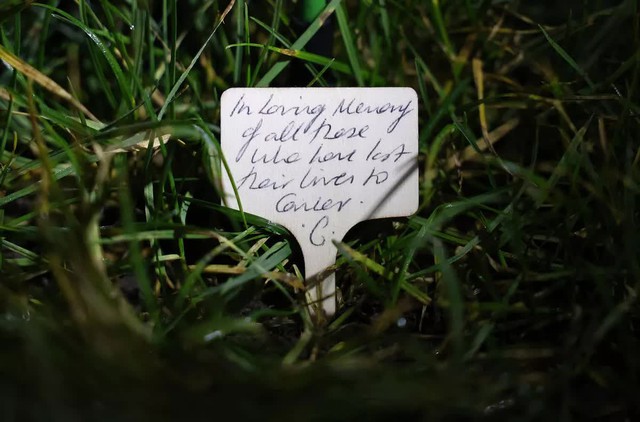 In Loving Memory
of all those
who have lost
their lives to
Cancer.
C.